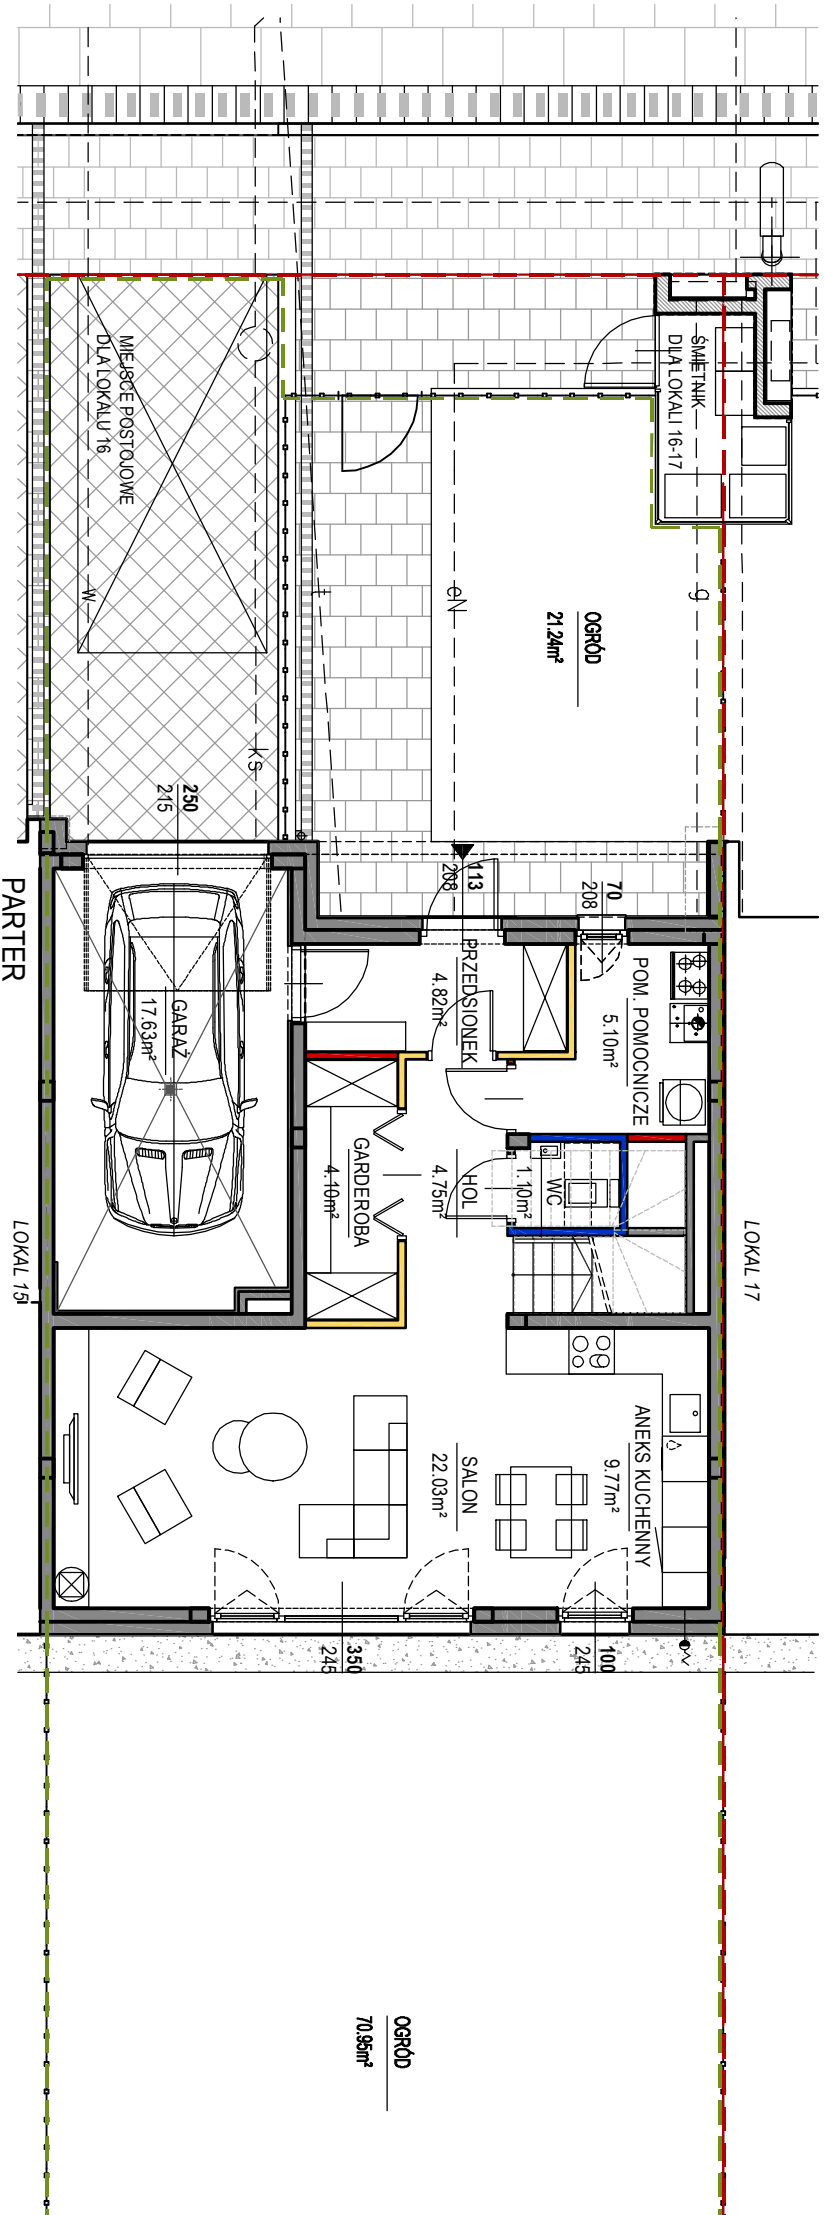 MIEJSCE POSTOJOWE
DLA LOKALU 16
ŚMIETNIK
DLA LOKALI 16-17
w
ks
t
eN
g
OGRÓD
21.24m²
250
215
113
208
70
208
PARTER
GARAŻ
17.63m²
PRZEDSIONEK
4.82m²
POM. POMOCNICZE
5.10m²
GARDEROBA
4.10m²
HOL
4.75m²
WC
1.10m²
LOKAL 15
LOKAL 17
SALON
22.03m²
ANEKS KUCHENNY
9.77m²
350
245
100
245
OGRÓD
70.95m²